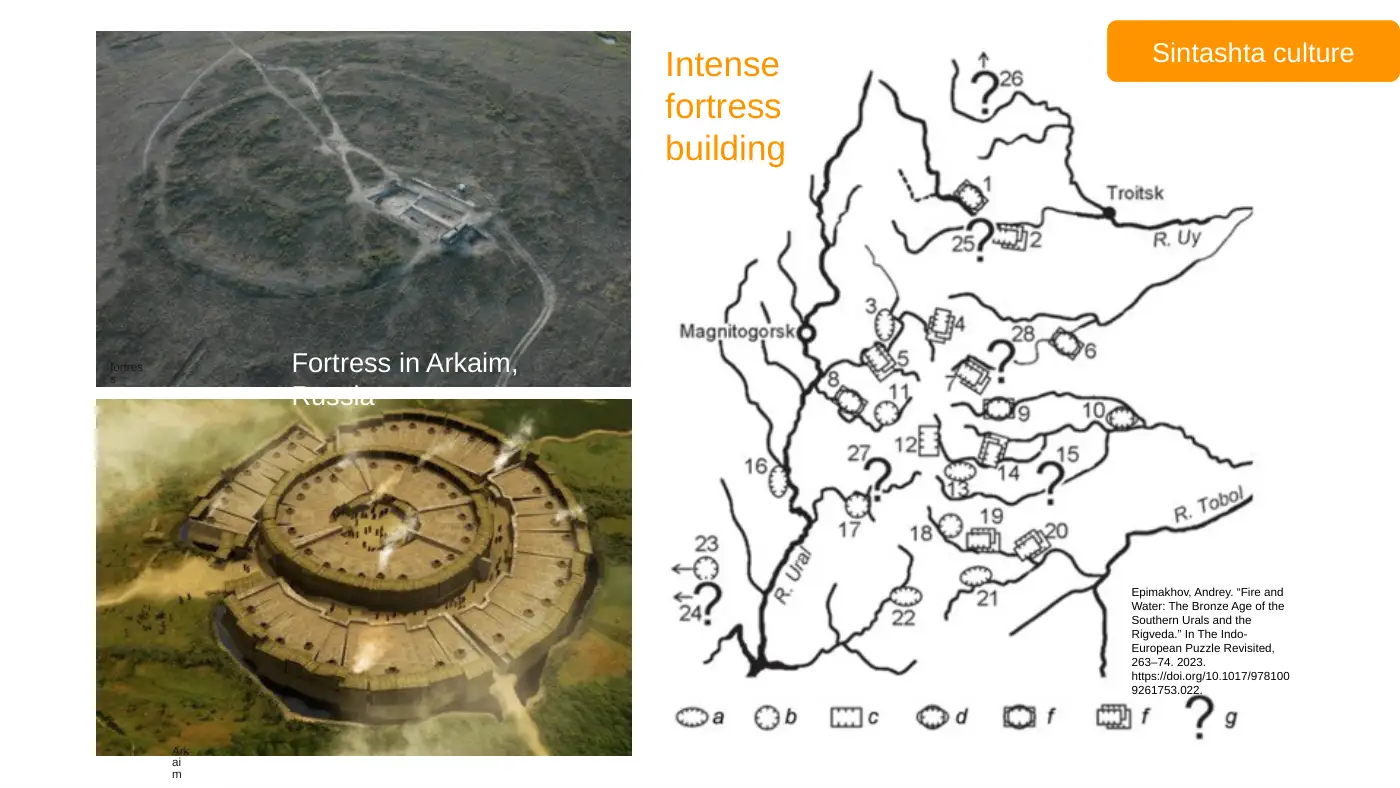 Sintashta culture
Intense
fortress
building
Fortress in Arkaim,
Russia
fortres
s
Ark
ai
m
26
1
Troitsk
25
2
R. Uy
3
4
28
Magnitogorsk
5
6
7
8
11
9
10
12
27
15
16
14
13
17
18
19
20
R. Tobol
23
R. Ural
24
21
22
Epimakhov, Andrey. “Fire and
Water: The Bronze Age of the
Southern Urals and the
Rigveda.” In The Indo-
European Puzzle Revisited,
263–74. 2023.
https://doi.org/10.1017/978100
9261753.022.
? ? ? ? ? ?
a b c d f f ? g